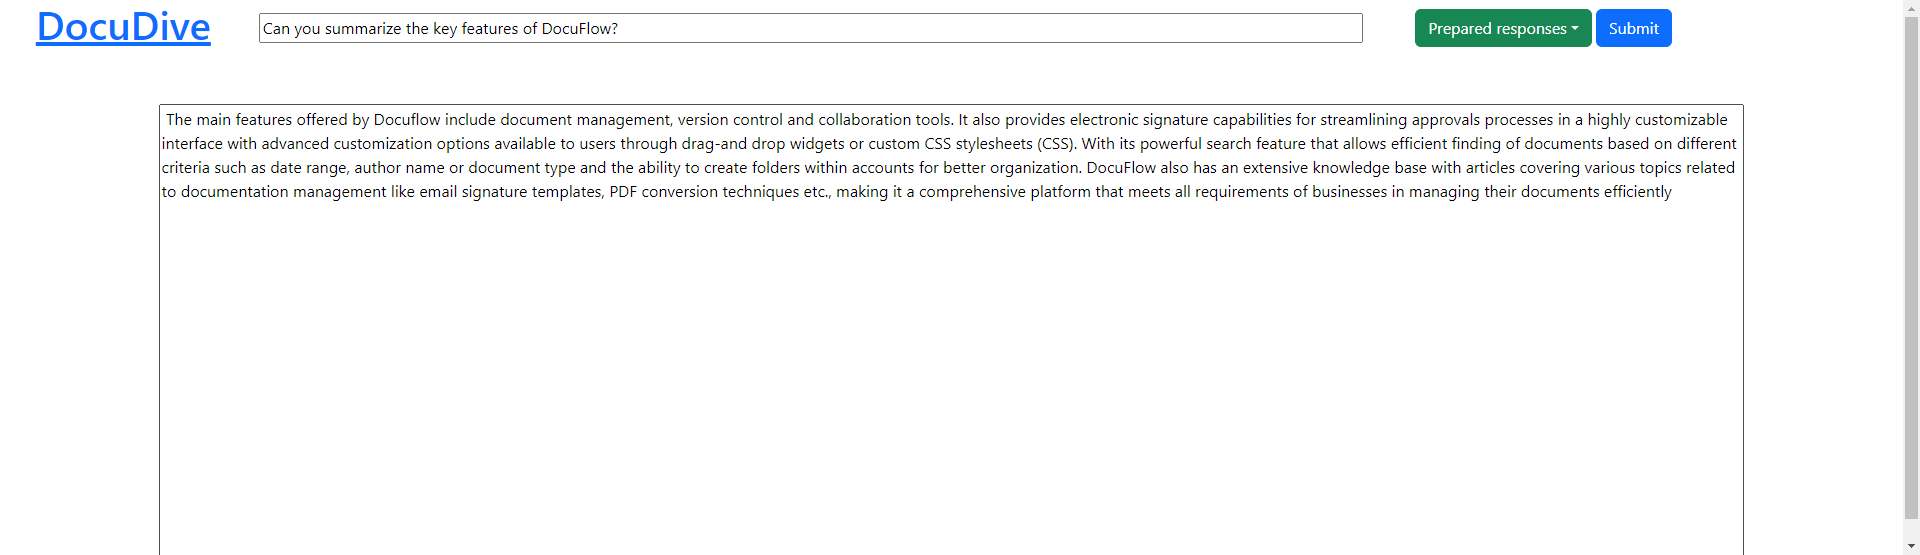 DocuDive
Can you summarize the key features of DocuFlow?
Prepared responses
Submit
The main features offered by Docuflow include document management, version control and collaboration tools. It also provides electronic signature capabilities for streamlining approvals processes in a highly customizable
interface with advanced customization options available to users through drag-and drop widgets or custom CSS stylesheets (CSS). With its powerful search feature that allows efficient finding of documents based on different
criteria such as date range, author name or document type and the ability to create folders within accounts for better organization. DocuFlow also has an extensive knowledge base with articles covering various topics related
to documentation management like email signature templates, PDF conversion techniques etc., making it a comprehensive platform that meets all requirements of businesses in managing their documents efficiently